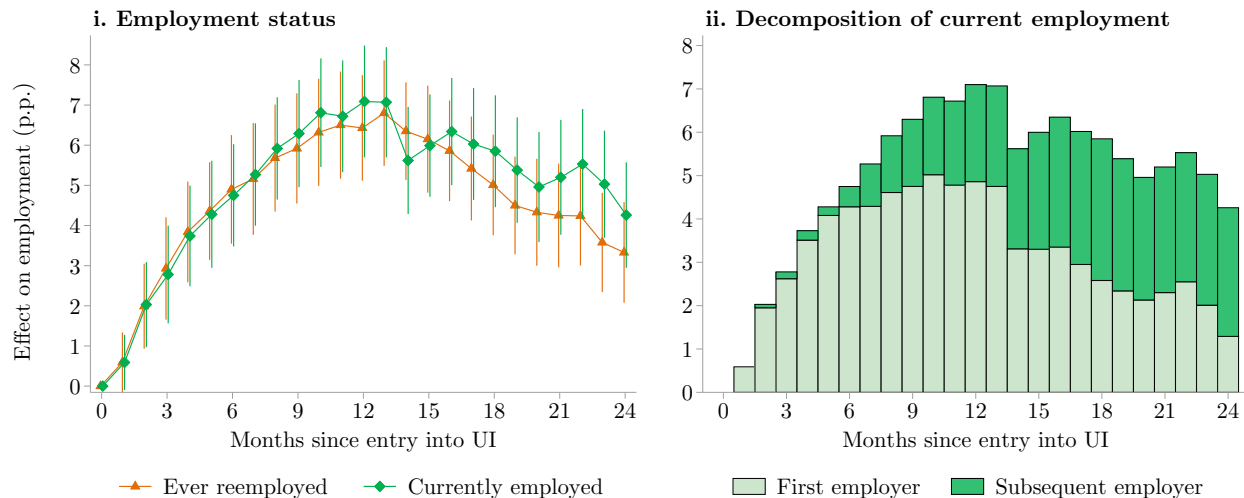 i. Employment status
Effect on employment (p.p.)
8
7
6
5
4
3
2
1
0
0 3 6 9 12 15 18 21 24
Months since entry into UI
Ever reemployed Currently employed
ii. Decomposition of current employment
8
7
6
5
4
3
2
1
0
0 3 6 9 12 15 18 21 24
Months since entry into UI
First employer Subsequent employer